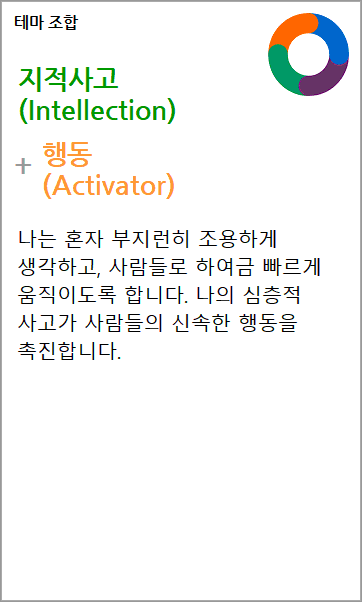 테마 조합
지적사고
(Intellection)
+ 행동
(Activator)
나는 혼자 부지런히 조용하게
생각하고, 사람들로 하여금 빠르게
움직이도록 합니다. 나의 심층적
사고가 사람들의 신속한 행동을
촉진합니다.